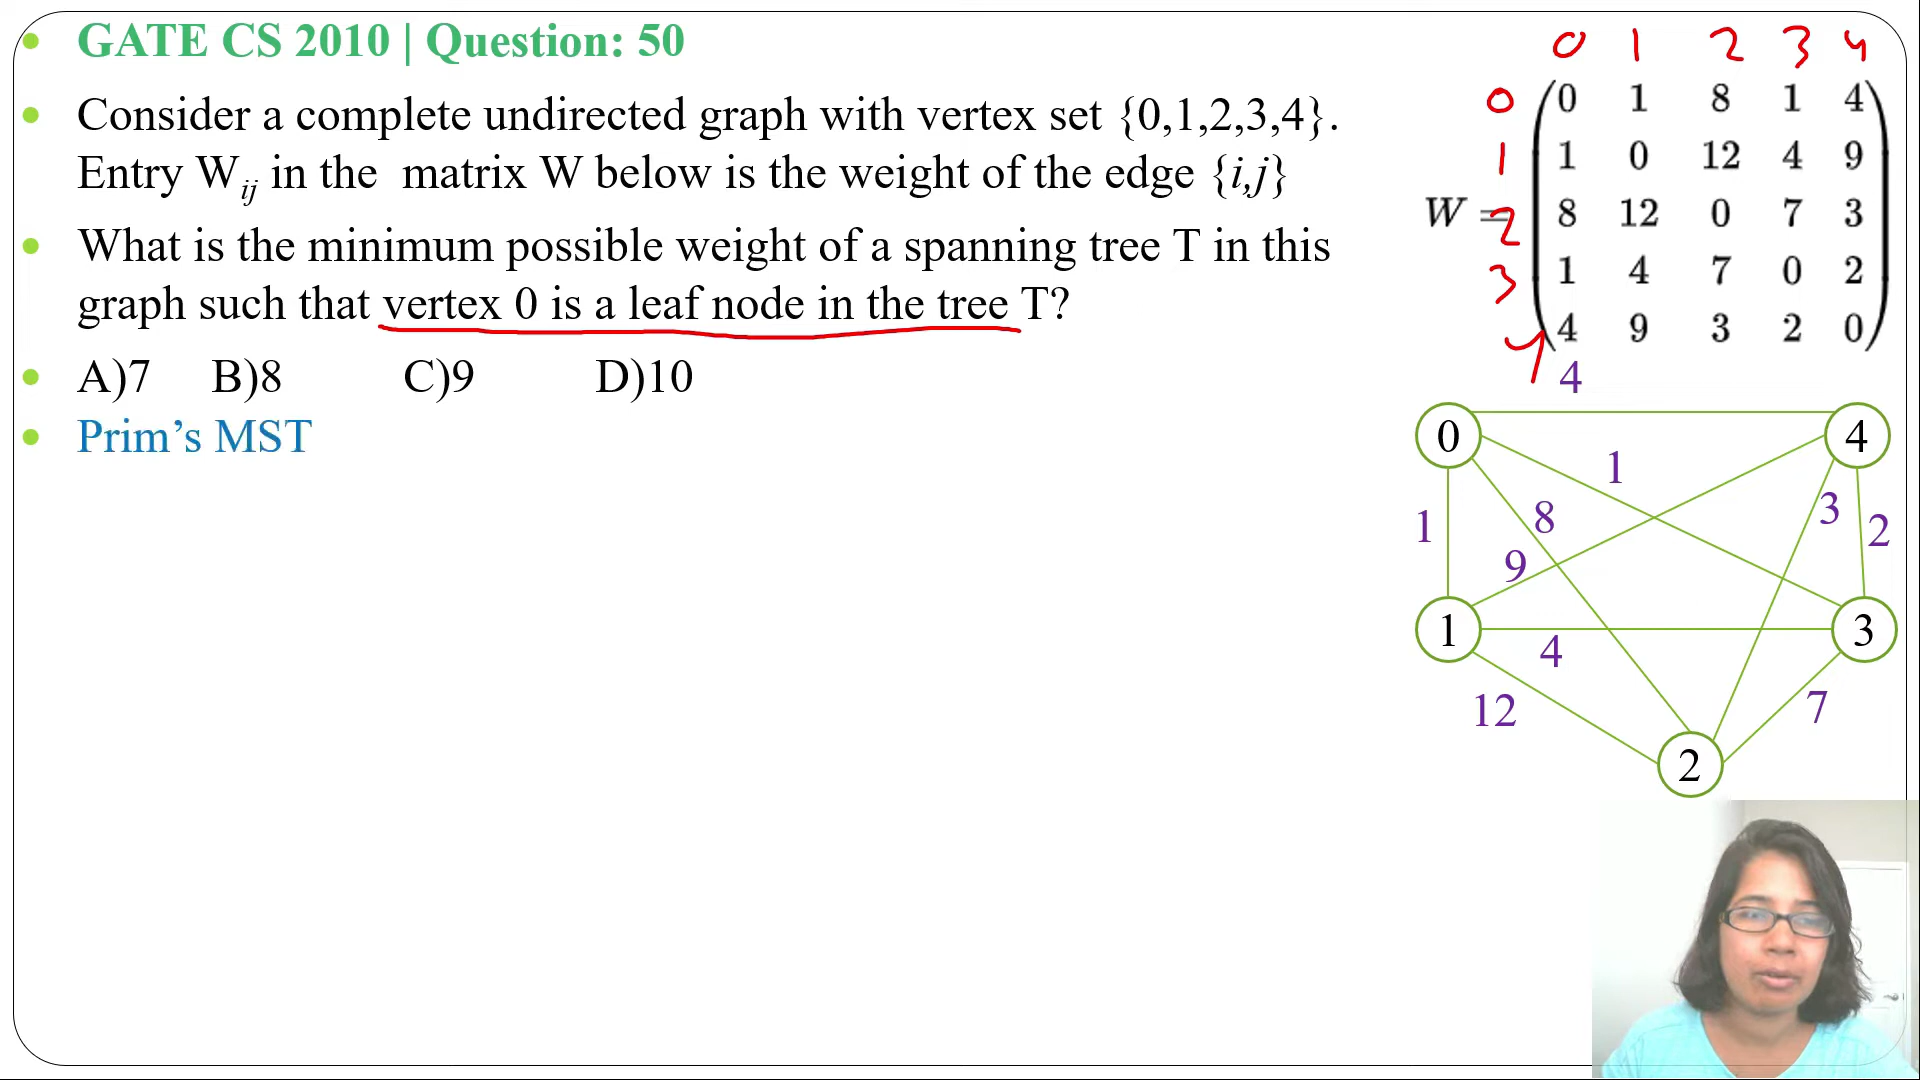 GATE CS 2010 | Question: 50
Consider a complete undirected graph with vertex set {0,1,2,3,4}.
Entry Wij in the matrix W below is the weight of the edge {i,j}
What is the minimum possible weight of a spanning tree T in this
graph such that vertex 0 is a leaf node in the tree T?
A)7 B)8 C)9 D)10
Prim’s MST
0 1 2 3 4
0 0 1 8 1 4
1 1 0 12 4 9
W = 2 8 12 0 7 3
3 1 4 7 0 2
4 4 9 3 2 0
4
0 4
1
8 3
1 2
9
1 3
4
12 7
2